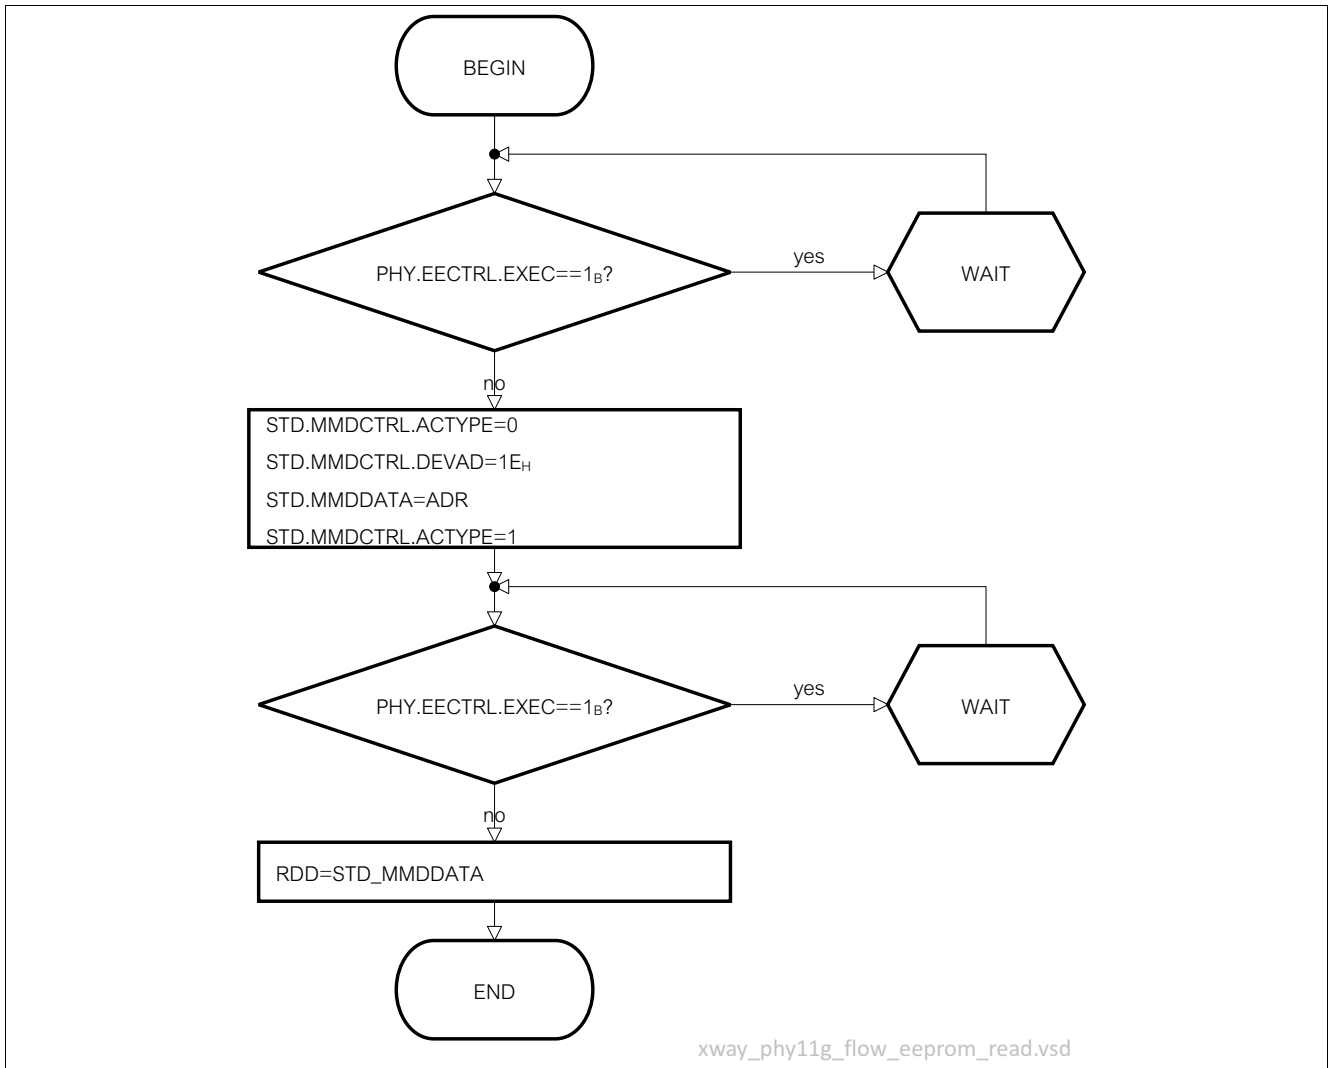 BEGIN
PHY.EECTRL.EXEC==1B?
yes
WAIT
no
STD.MMDCTRL.ACTYPE=0
STD.MMDCTRL.DEVAD=1EH
STD.MMDDATA=ADR
STD.MMDCTRL.ACTYPE=1
PHY.EECTRL.EXEC==1B?
yes
WAIT
no
RDD=STD_MMDDATA
END
xway_phy11g_flow_eeprom_read.vsd